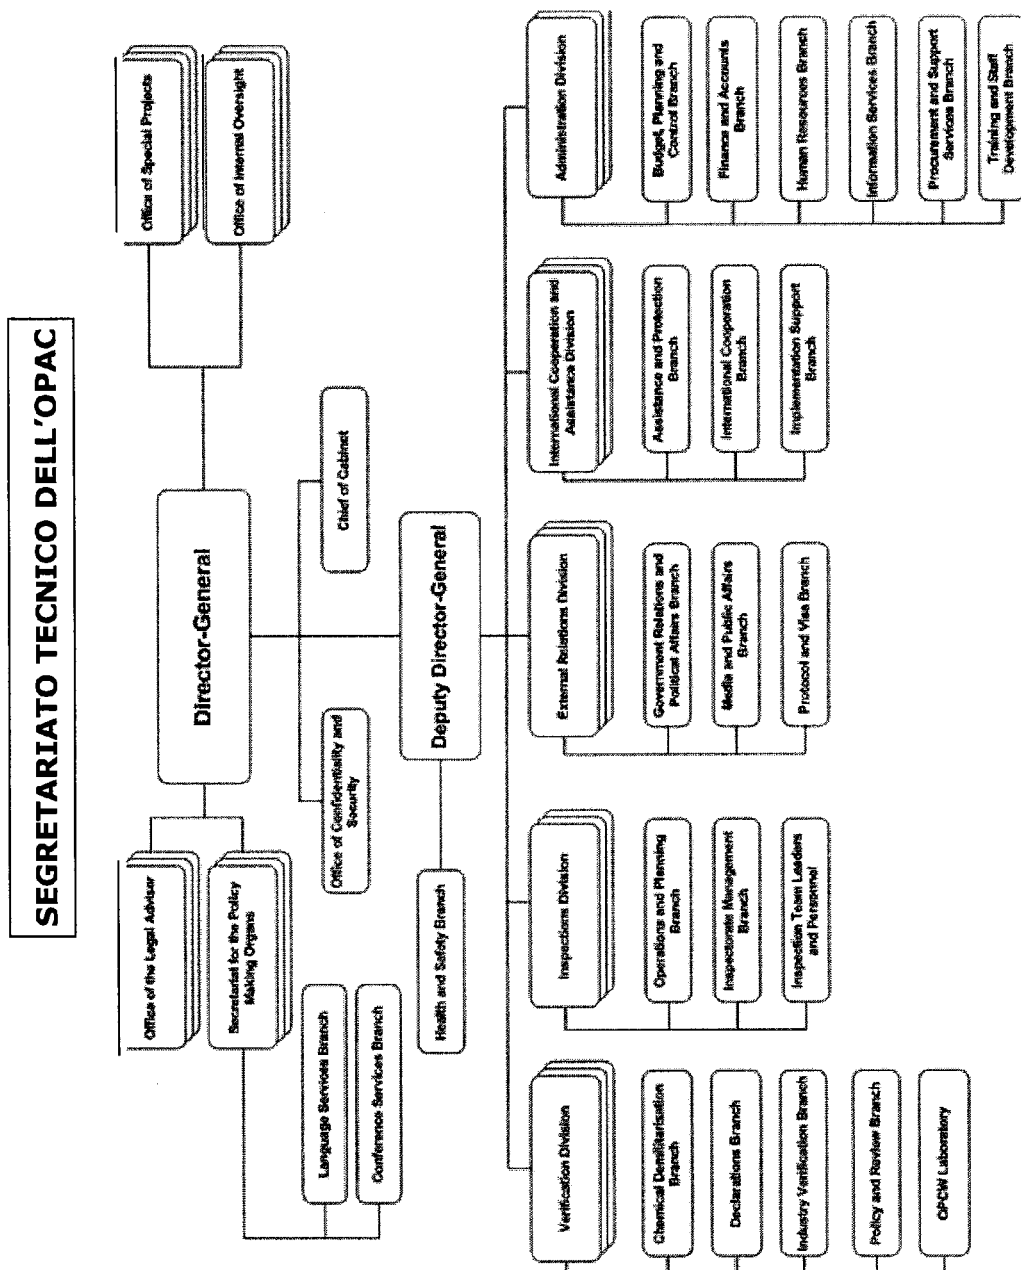 SEGRETARIATO TECNICO DELL'OPAC
Office of the Legal Adviser
Secretariat for the Policy
Making Organs
Language Services Branch
Conference Services Branch
Director-General
Office of Special Projects
Office of Internal Oversight
Office of Confidentiality and
Security
Chief of Cabinet
Health and Safety Branch
Deputy Director-General
Verification Division
Chemical Demilitarisation
Branch
Declarations Branch
Industry Verification Branch
Policy and Review Branch
OPCW Laboratory
Inspections Division
Operations and Planning
Branch
Inspectorate Management
Branch
Inspection Team Leaders
and Personnel
External Relations Division
Government Relations and
Political Affairs Branch
Media and Public Affairs
Branch
Protocol and Visa Branch
International Cooperation and
Assistance Division
Assistance and Protection
Branch
International Cooperation
Branch
Implementation Support
Branch
Administration Division
Budget, Planning and
Control Branch
Finance and Accounts
Branch
Human Resources Branch
Information Services Branch
Procurement and Support
Services Branch
Training and Staff
Development Branch